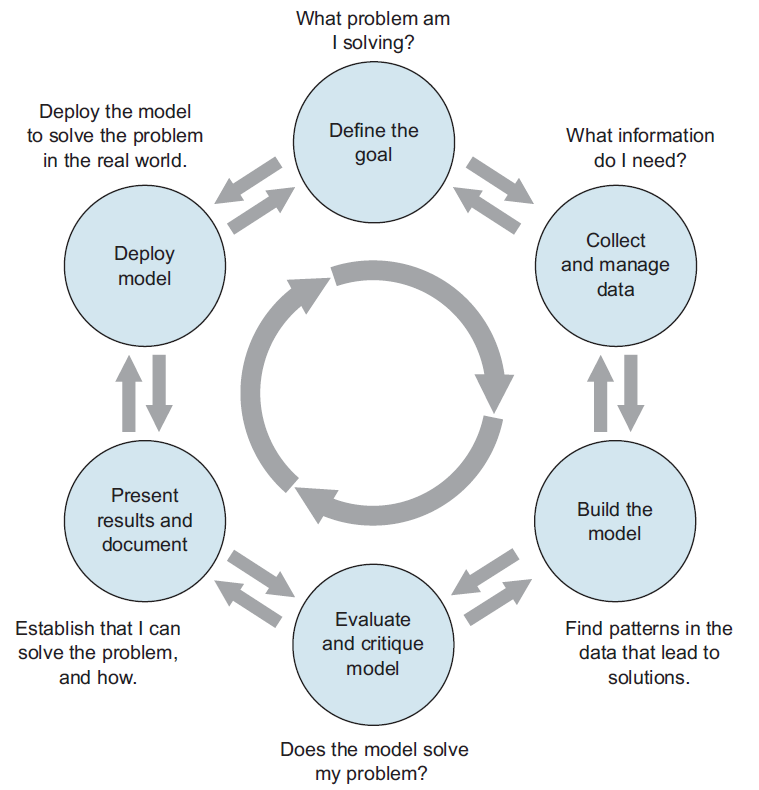 What problem am
I solving?
Define the
goal
What information
do I need?
Collect
and manage
data
Build the
model
Find patterns in the
data that lead to
solutions.
Evaluate
and critique
model
Does the model solve
my problem?
Present
results and
document
Establish that I can
solve the problem,
and how.
Deploy the model
to solve the problem
in the real world.
Deploy
model